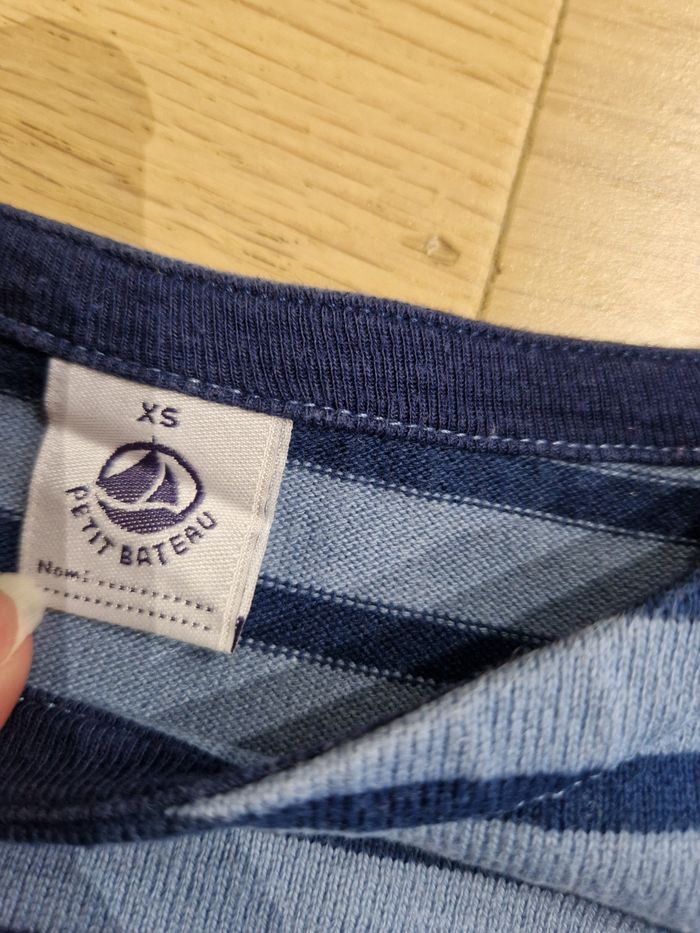 XS
PETIT BATEAU
Nom:............
..................